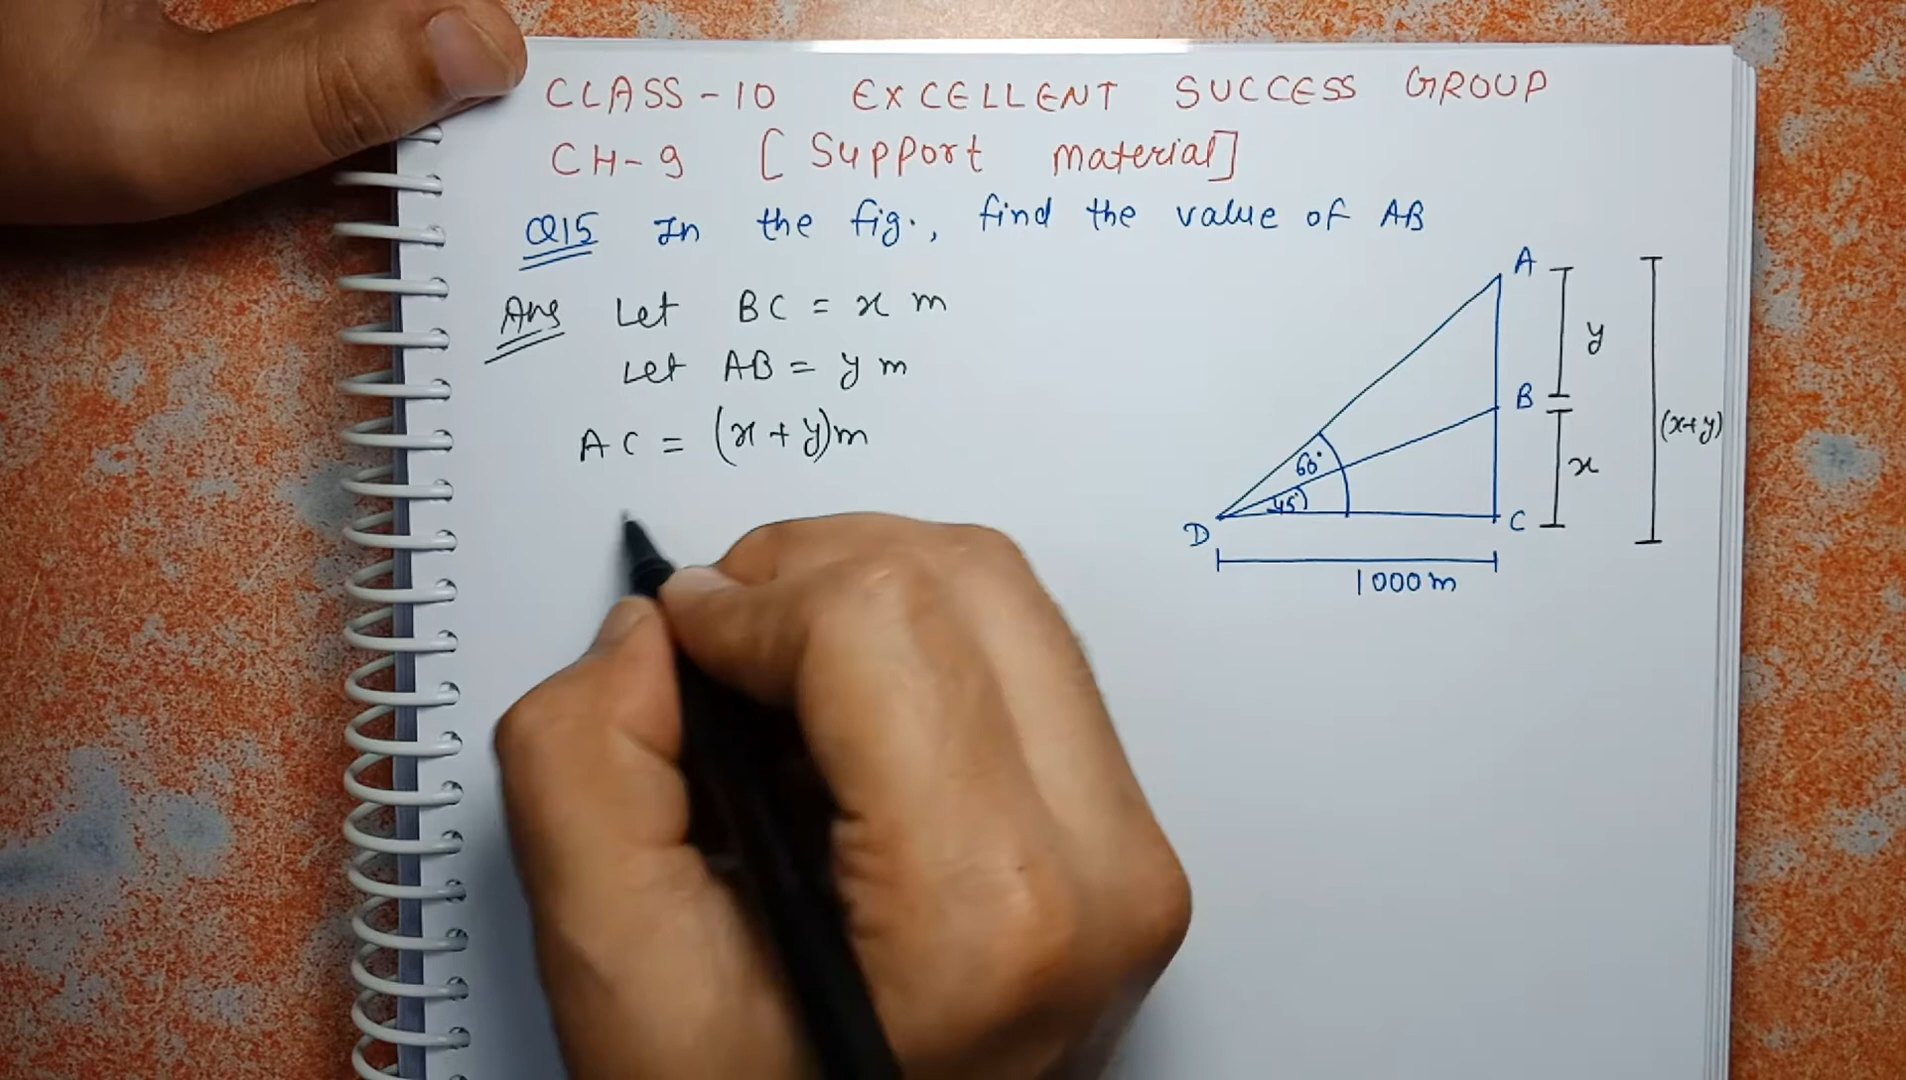 CLASS-10 EXCELLENT SUCCESS GROUP
CH-9 [Support material]
Q15 In the fig., find the value of AB
Ans Let BC = x m
Let AB = y m
AC = (x + y)m
A
y
B
(x+y)
x
60°
45°
D
C
1000m